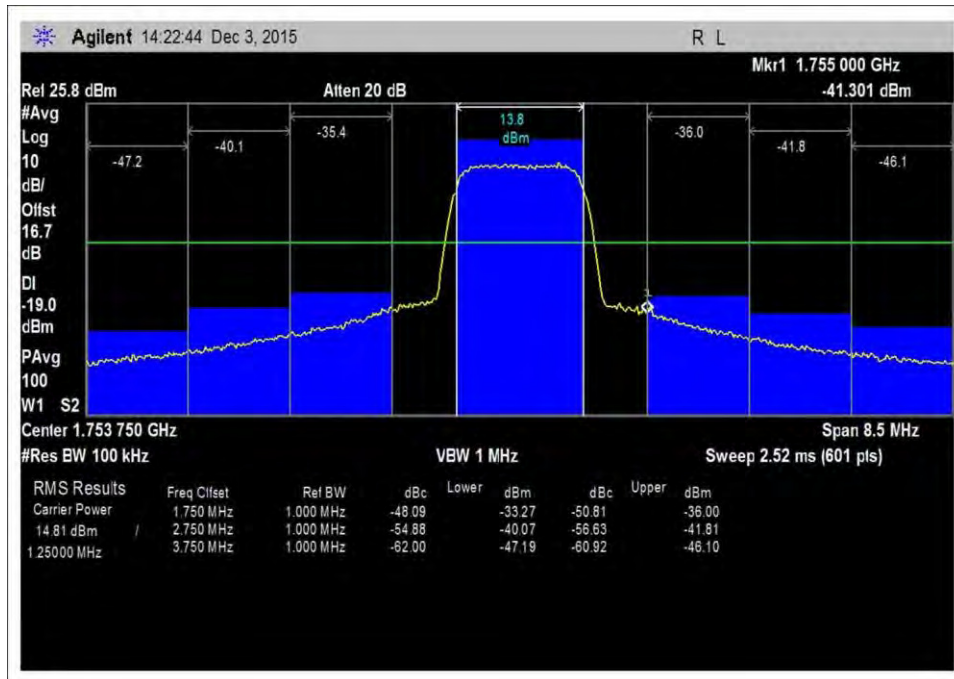 Agilent 14:22:44 Dec 3, 2015 R L
Mkr1 1.755 000 GHz
Rel 25.8 dBm Atten 20 dB -41.301 dBm
#Avg
Log
10
dB/
Offst
16.7
dB
DI
-19.0
dBm
PAvg
100
W1 S2
-47.2 -40.1 -35.4 13.8 dBm -36.0 -41.8 -46.1
1
Center 1.753 750 GHz Span 8.5 MHz
#Res BW 100 kHz VBW 1 MHz Sweep 2.52 ms (601 pts)
RMS Results Freq Offset Ref BW dBc Lower dBm dBc Upper dBm
Carrier Power 1.750 MHz 1.000 MHz -48.09 -33.27 -50.81 -36.00
14.81 dBm / 2.750 MHz 1.000 MHz -54.88 -40.07 -56.63 -41.81
1.25000 MHz 3.750 MHz 1.000 MHz -62.00 -47.19 -60.92 -46.10